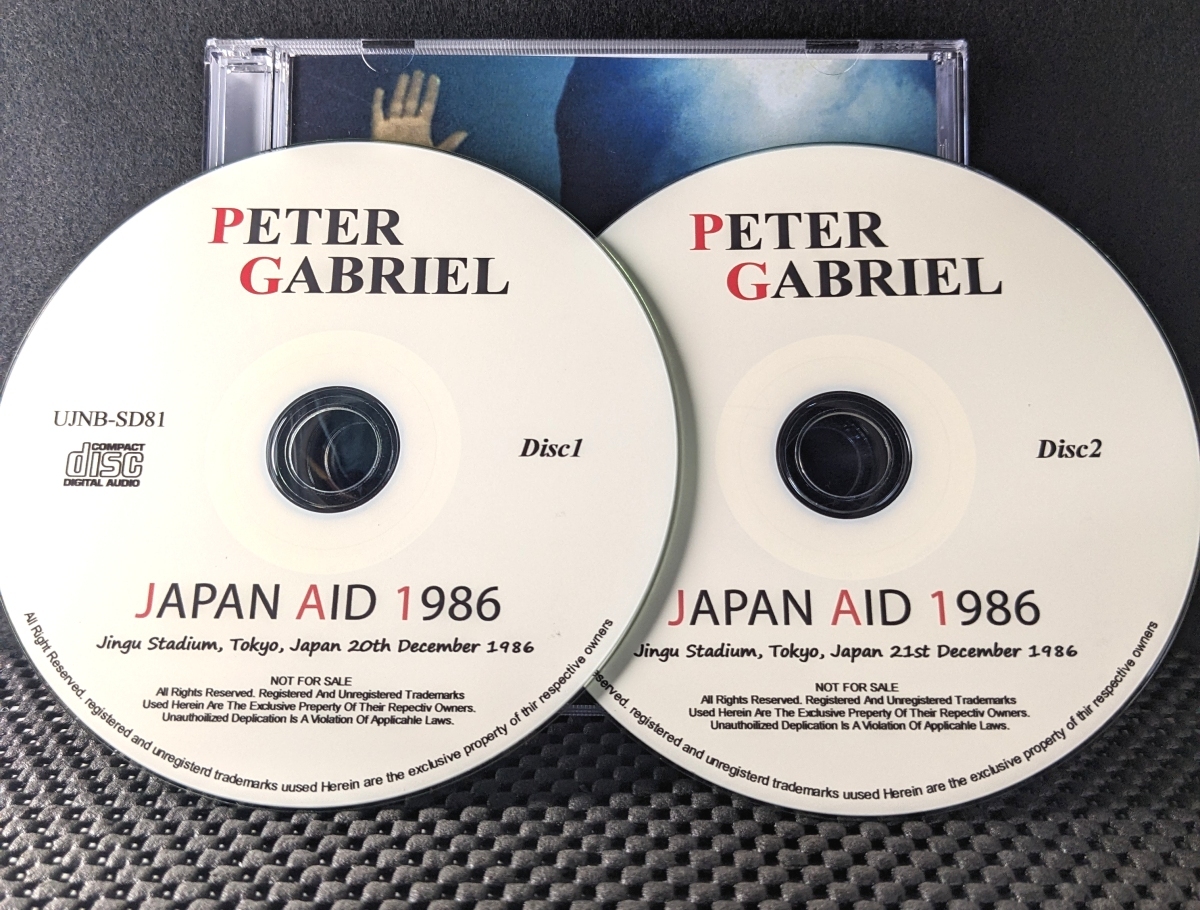 PETER
GABRIEL
UJNB-SD81
COMPACT
disc
DIGITAL AUDIO
Disc1
JAPAN AID 1986
Jingu Stadium, Tokyo, Japan 20th December 1986
NOT FOR SALE
All Rights Reserved. Registered And Unregistered Trademarks
Used Herein Are The Exclusive Preperty Of Their Repectiv Owners.
Unauthoilized Deplication Is A Violation Of Applicahle Laws.
All Right Reserved. registered and unregisterd trademarks uused Herein are the exclusive property of thir respective owners
PETER
GABRIEL
Disc2
JAPAN AID 1986
Jingu Stadium, Tokyo, Japan 21st December 1986
NOT FOR SALE
All Rights Reserved. Registered And Unregistered Trademarks
Used Herein Are The Exclusive Preperty Of Their Repectiv Owners.
Unauthoilized Deplication Is A Violation Of Applicahle Laws.
served. registered and unregisterd trademarks uused Herein are the exclusive property of thir respective owners